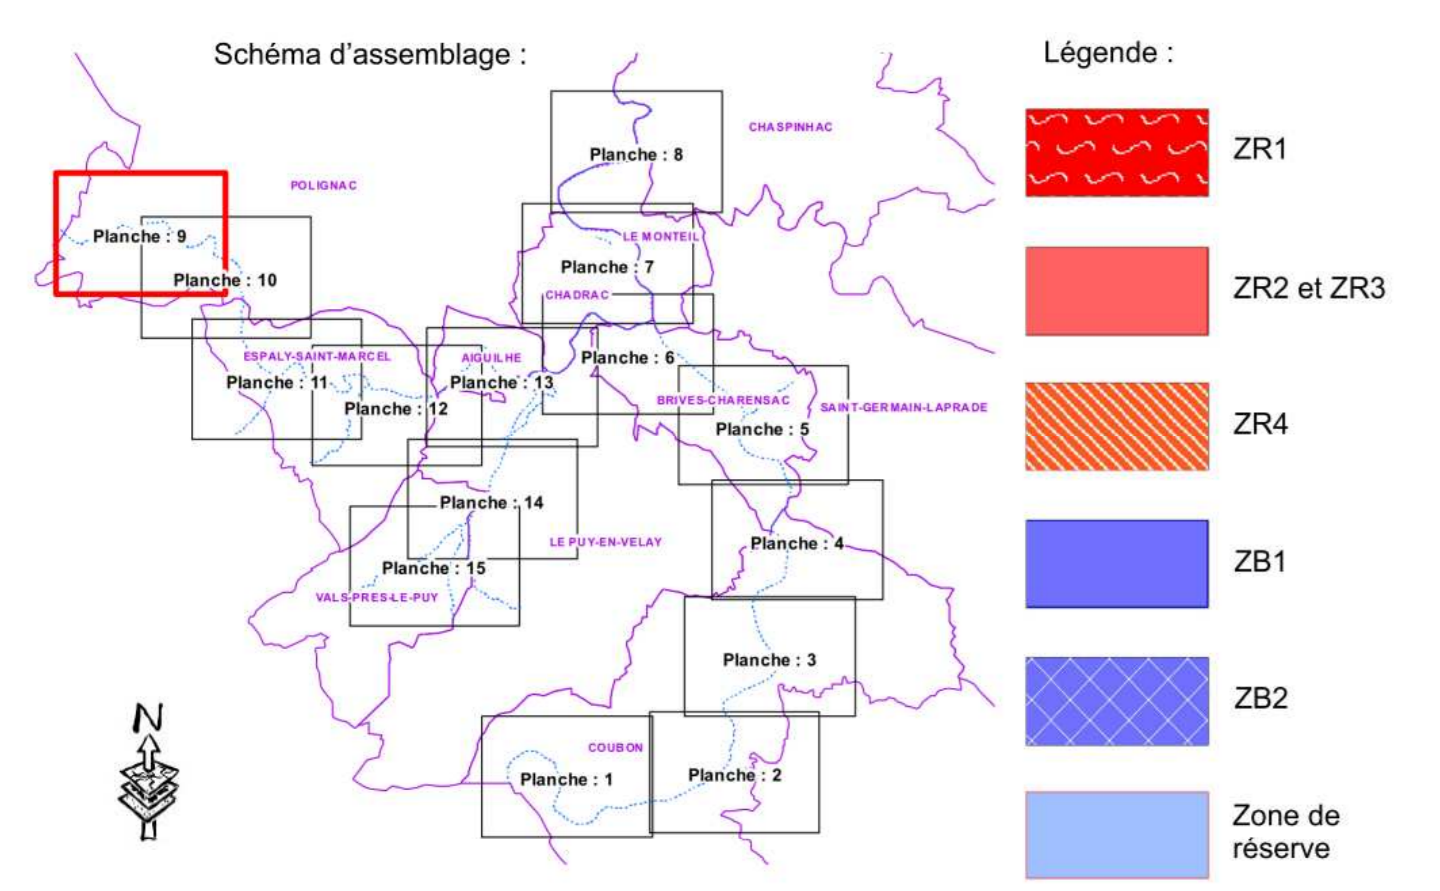 Schéma d'assemblage :
Légende :
CHASPINHAC
Planche : 8
ZR1
POLIGNAC
Planche : 9
LE MONTEIL
Planche : 7
Planche : 10
CHADRAC
ZR2 et ZR3
ESPALY-SAINT-MARCEL
AIGUILHE
Planche : 6
Planche : 11
Planche : 13
BRIVES-CHARENSAC
SAINT-GERMAIN-LAPRADE
Planche : 12
Planche : 5
ZR4
Planche : 14
LE PUY-EN-VELAY
Planche : 4
ZB1
Planche : 15
VALS-PRES-LE-PUY
Planche : 3
ZB2
N
COUBON
Planche : 1
Planche : 2
Zone de
réserve